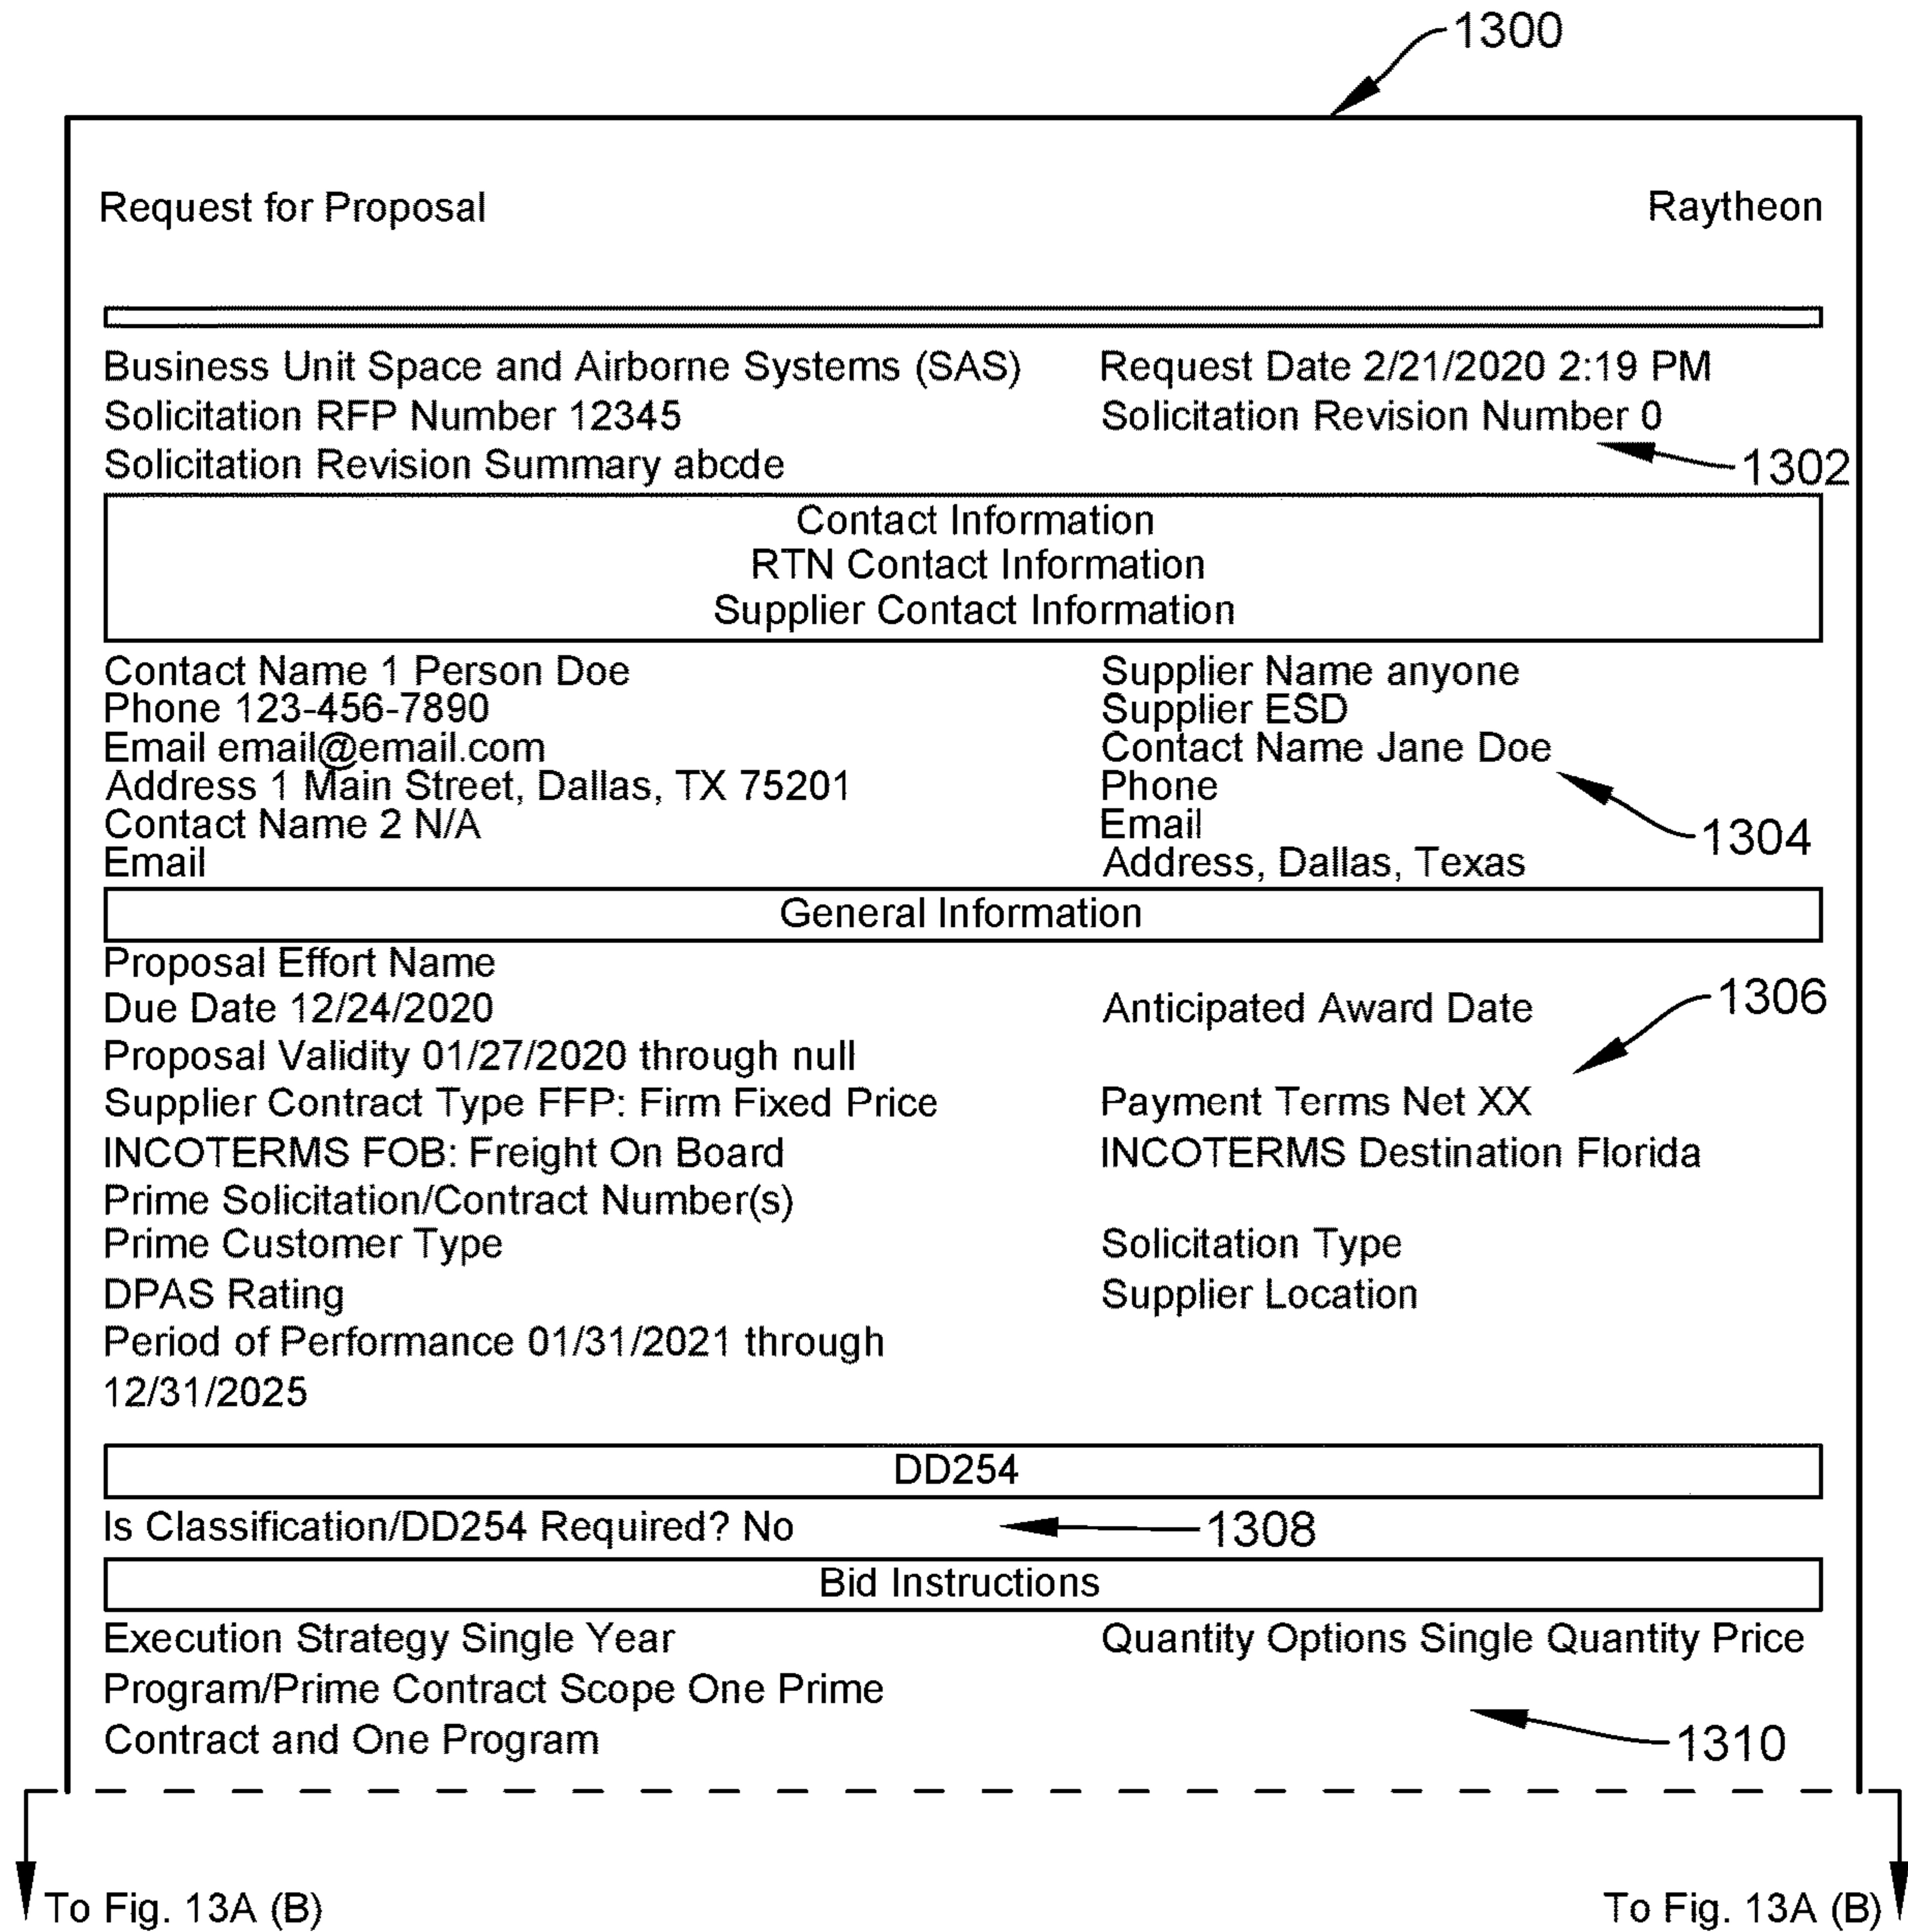 1300
Request for Proposal Raytheon
Business Unit Space and Airborne Systems (SAS) Request Date 2/21/2020 2:19 PM
Solicitation RFP Number 12345 Solicitation Revision Number 0
Solicitation Revision Summary abcde 1302
Contact Information
RTN Contact Information
Supplier Contact Information
Contact Name 1 Person Doe Supplier Name anyone
Phone 123-456-7890 Supplier ESD
Email email@email.com Contact Name Jane Doe
Address 1 Main Street, Dallas, TX 75201 Phone
Contact Name 2 N/A Email 1304
Email Address, Dallas, Texas
General Information
Proposal Effort Name
Due Date 12/24/2020 Anticipated Award Date 1306
Proposal Validity 01/27/2020 through null
Supplier Contract Type FFP: Firm Fixed Price Payment Terms Net XX
INCOTERMS FOB: Freight On Board INCOTERMS Destination Florida
Prime Solicitation/Contract Number(s)
Prime Customer Type Solicitation Type
DPAS Rating Supplier Location
Period of Performance 01/31/2021 through
12/31/2025
DD254
Is Classification/DD254 Required? No 1308
Bid Instructions
Execution Strategy Single Year Quantity Options Single Quantity Price
Program/Prime Contract Scope One Prime
Contract and One Program 1310
To Fig. 13A (B) To Fig. 13A (B)